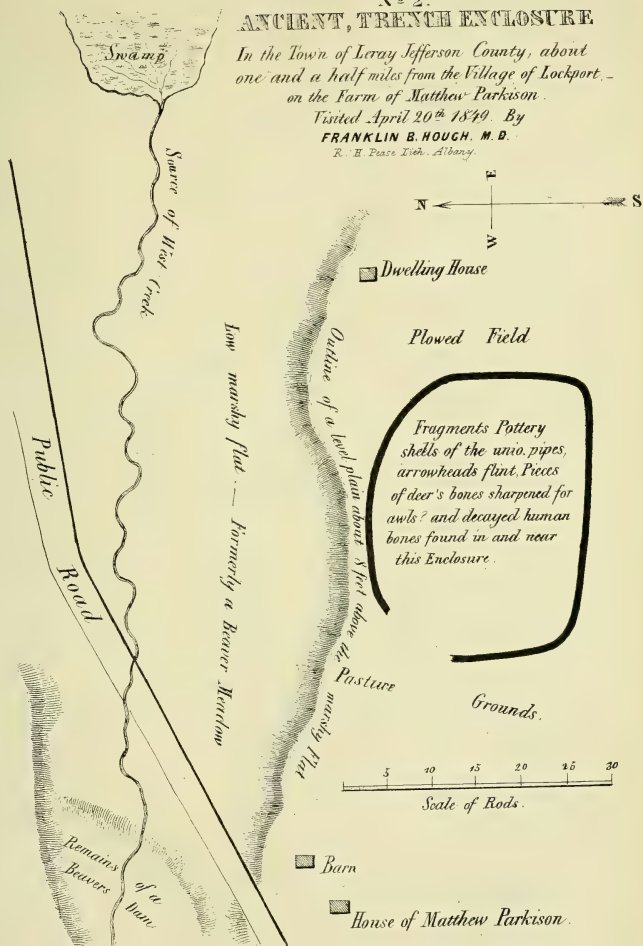 No 2.
ANCIENT, TRENCH ENCLOSURE
In the Town of Leray Jefferson County, about
one and a half miles from the Village of Lockport, –
on the Farm of Matthew Parkison.
Visited April 20th 1849. By
FRANKLIN B. HOUGH, M.D.
R. H. Pease Lith. Albany.
Swamp
Source of West Creek
N
E
S
W
Dwelling House
Plowed Field
Outline of a level plain about 8 feet above the marshy Flat
Low marshy flat. — Formerly a Beaver Meadow
Fragments Pottery
shells of the unio. pipes,
arrowheads flint, Pieces
of deer's bones sharpened for
awls? and decayed human
bones found in and near
this Enclosure.
Public
Road
Pasture
Grounds.
5 10 15 20 25 30
Scale of Rods.
Remains of a
Beavers Dam
Barn
House of Matthew Parkison.